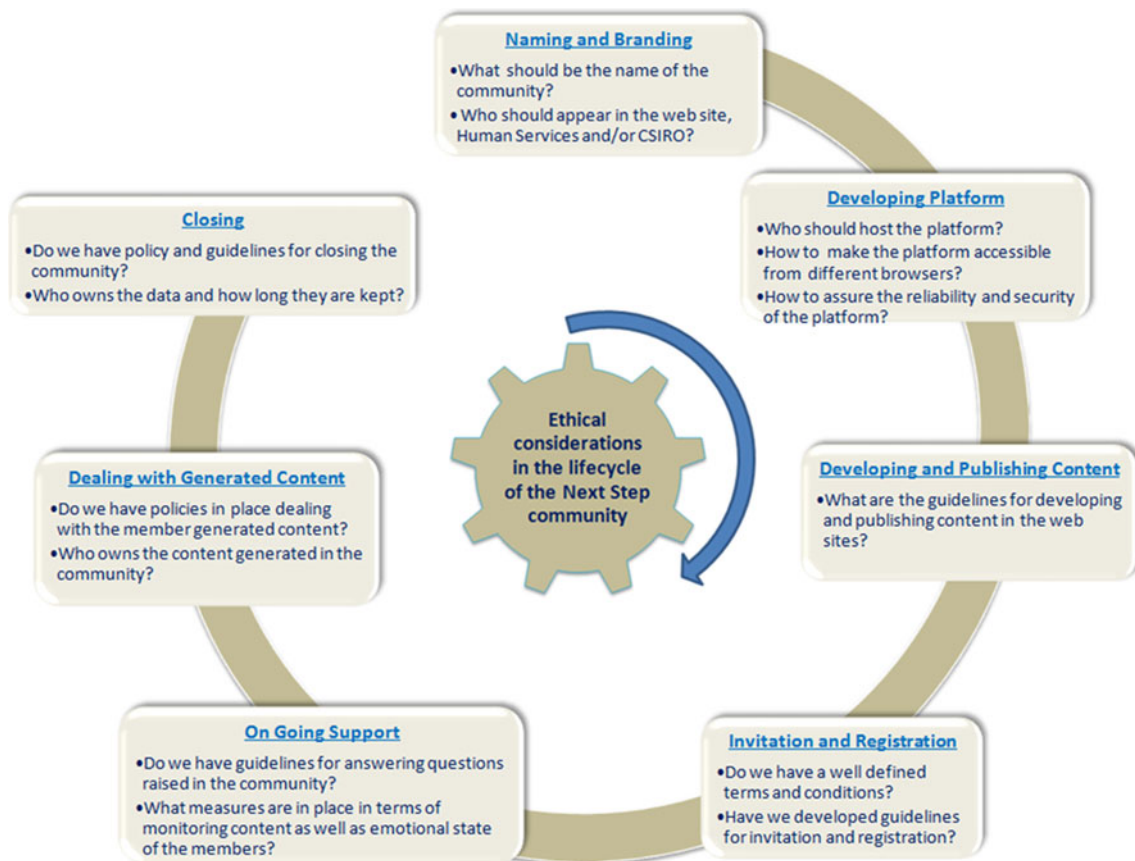 Naming and Branding
•What should be the name of the
community?
•Who should appear in the web site,
Human Services and/or CSIRO?
Developing Platform
•Who should host the platform?
•How to make the platform accessible
from different browsers?
•How to assure the reliability and security
of the platform?
Developing and Publishing Content
•What are the guidelines for developing
and publishing content in the web
sites?
Invitation and Registration
•Do we have a well defined
terms and conditions?
•Have we developed guidelines
for invitation and registration?
On Going Support
•Do we have guidelines for answering questions
raised in the community?
•What measures are in place in terms of
monitoring content as well as emotional state
of the members?
Dealing with Generated Content
•Do we have policies in place dealing
with the member generated content?
•Who owns the content generated in the
community?
Closing
•Do we have policy and guidelines for closing the
community?
•Who owns the data and how long they are kept?
Ethical
considerations
in the lifecycle
of the Next Step
community